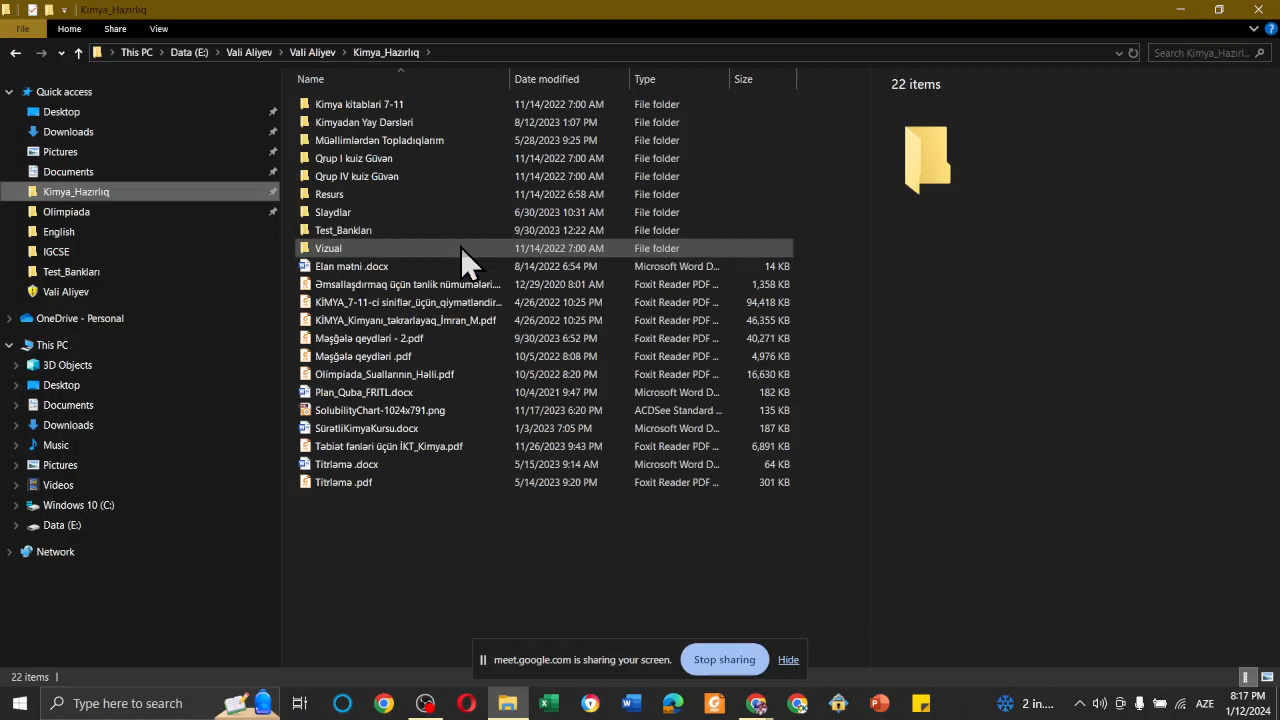 Kimya_Hazırlıq
File Home Share View
This PC Data (E:) Vali Aliyev Vali Aliyev Kimya_Hazırlıq Search Kimya_Hazırl...
Name Date modified Type Size
22 items
Quick access
Desktop
Downloads
Pictures
Documents
Kimya_Hazırlıq
Olimpiada
English
IGCSE
Test_Bankları
Vali Aliyev
OneDrive - Personal
This PC
3D Objects
Desktop
Documents
Downloads
Music
Pictures
Videos
Windows 10 (C:)
Data (E:)
Network
Kimya kitablari 7-11 11/14/2022 7:00 AM File folder
Kimyadan Yay Dərsləri 8/12/2023 1:07 PM File folder
Müəllimlərdən Topladıqlarım 5/28/2023 9:25 PM File folder
Qrup I kuiz Güvən 11/14/2022 7:00 AM File folder
Qrup IV kuiz Güvən 11/14/2022 7:00 AM File folder
Resurs 11/14/2022 6:58 AM File folder
Slaydlar 6/30/2023 10:31 AM File folder
Test_Bankları 9/30/2023 12:22 AM File folder
Vizual 11/14/2022 7:00 AM File folder
Elan mətni .docx 8/14/2022 6:54 PM Microsoft Word D... 14 KB
Əmsallaşdırmaq üçün tənlik nümumələri.... 12/29/2020 8:01 AM Foxit Reader PDF ... 1,358 KB
KİMYA_7-11-ci siniflər_üçün_qiymətləndir... 4/26/2022 10:25 PM Foxit Reader PDF ... 94,418 KB
KİMYA_Kimyanı_təkrarlayaq_İmran_M.pdf 4/26/2022 10:25 PM Foxit Reader PDF ... 46,355 KB
Məşğələ qeydləri - 2.pdf 9/30/2023 6:52 PM Foxit Reader PDF ... 40,271 KB
Məşğələ qeydləri .pdf 10/5/2022 8:08 PM Foxit Reader PDF ... 4,976 KB
Olimpiada_Suallarının_Həlli.pdf 10/5/2022 8:20 PM Foxit Reader PDF ... 16,630 KB
Plan_Quba_FRITL.docx 10/4/2021 9:47 PM Microsoft Word D... 182 KB
SolubilityChart-1024x791.png 11/17/2023 6:20 PM ACDSee Standard ... 135 KB
SürətliKimyaKursu.docx 1/3/2023 7:05 PM Microsoft Word D... 187 KB
Təbiət fənləri üçün İKT_Kimya.pdf 11/26/2023 9:43 PM Foxit Reader PDF ... 6,891 KB
Titrləmə .docx 5/15/2023 9:14 AM Microsoft Word D... 64 KB
Titrləmə .pdf 5/14/2023 9:20 PM Foxit Reader PDF ... 301 KB
meet.google.com is sharing your screen. Stop sharing Hide
22 items
Type here to search
2 in...
AZE
8:17 PM
1/12/2024